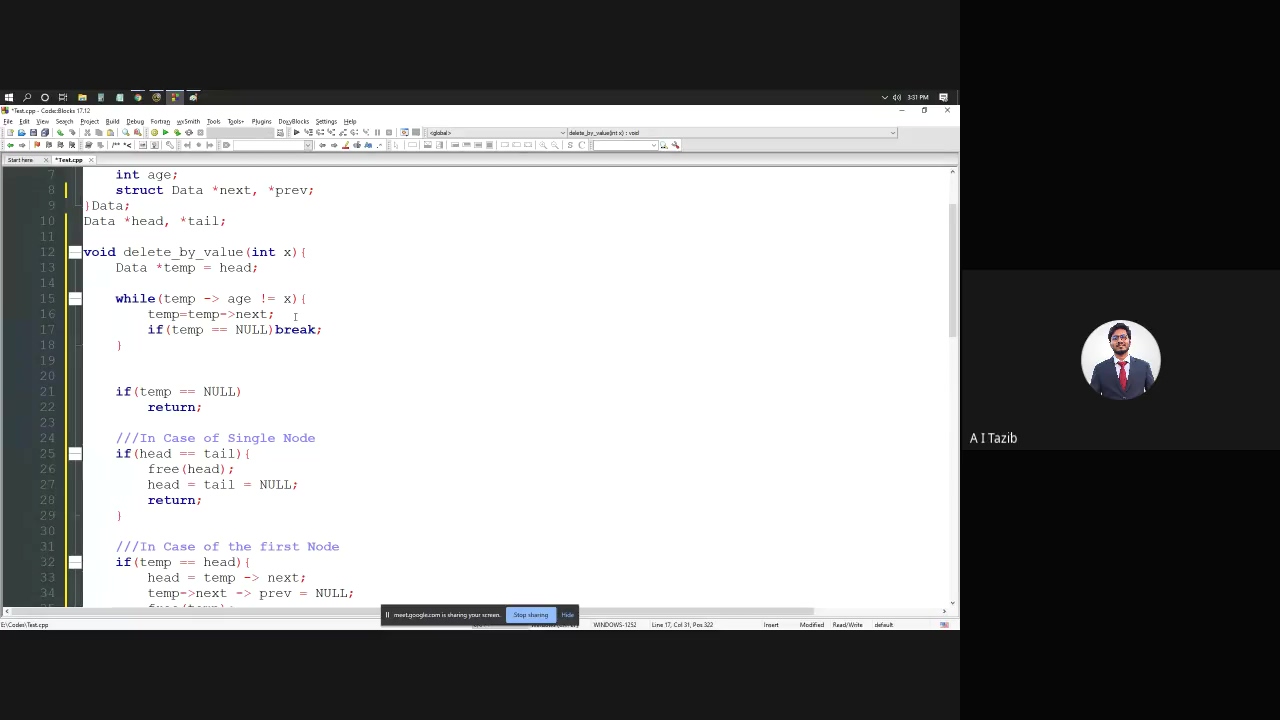 3:31 PM
*Test.cpp - Code::Blocks 17.12
File Edit View Search Project Build Debug Fortran wxSmith Tools Tools+ Plugins DoxyBlocks Settings Help
<global> delete_by_value(int x) : void
Start here *Test.cpp
7 int age;
8 struct Data *next, *prev;
9 }Data;
10 Data *head, *tail;
11
12 void delete_by_value(int x){
13 Data *temp = head;
14
15 while(temp -> age != x){
16 temp=temp->next;
17 if(temp == NULL)break;
18 }
19
20
21 if(temp == NULL)
22 return;
23
24 ///In Case of Single Node
25 if(head == tail){
26 free(head);
27 head = tail = NULL;
28 return;
29 }
30
31 ///In Case of the first Node
32 if(temp == head){
33 head = temp -> next;
34 temp->next -> prev = NULL;
meet.google.com is sharing your screen. Stop sharing Hide
E:\Codes\Test.cpp WINDOWS-1252 Line 17, Col 31, Pos 322 Insert Modified Read/Write default
A I Tazib